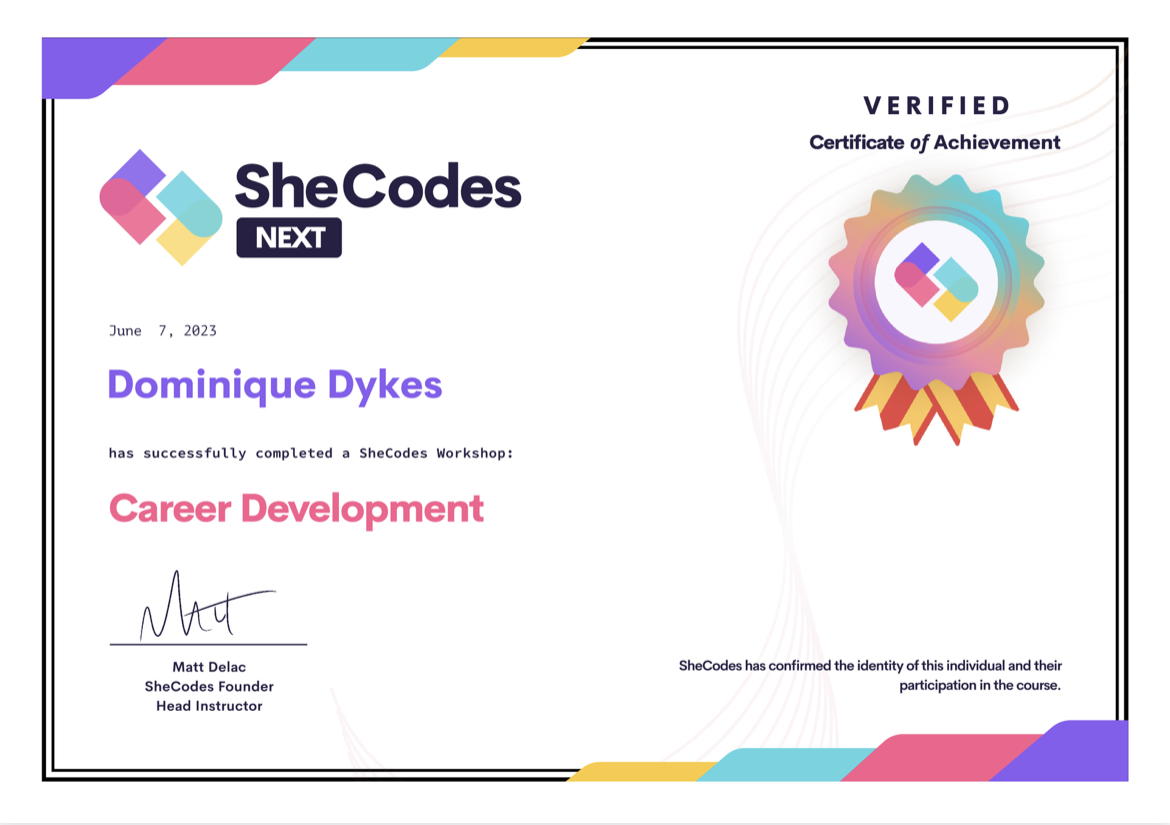 VERIFIED
Certificate of Achievement
SheCodes
NEXT
June  7, 2023
Dominique Dykes
has successfully completed a SheCodes Workshop:
Career Development
Matt
Matt Delac
SheCodes Founder
Head Instructor
SheCodes has confirmed the identity of this individual and their
participation in the course.